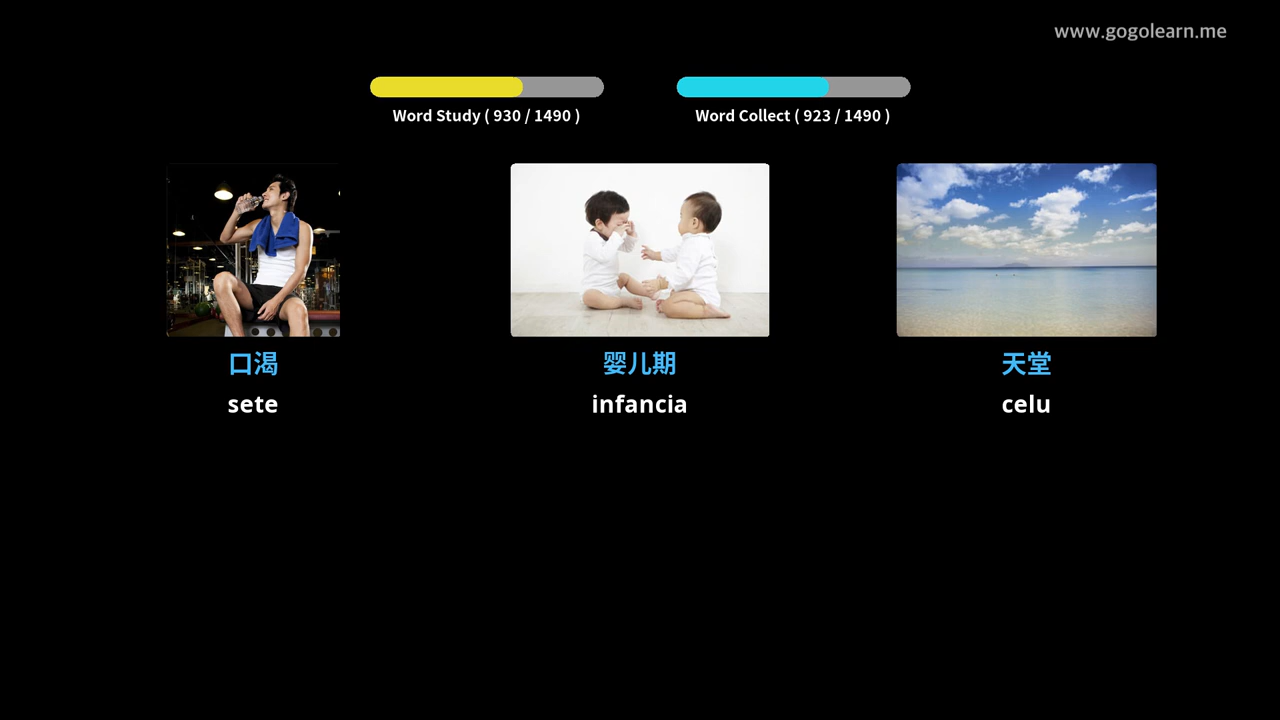 www.gogolearn.me
Word Study ( 930 / 1490 )
Word Collect ( 923 / 1490 )
口渴
婴儿期
天堂
sete
infancia
celu